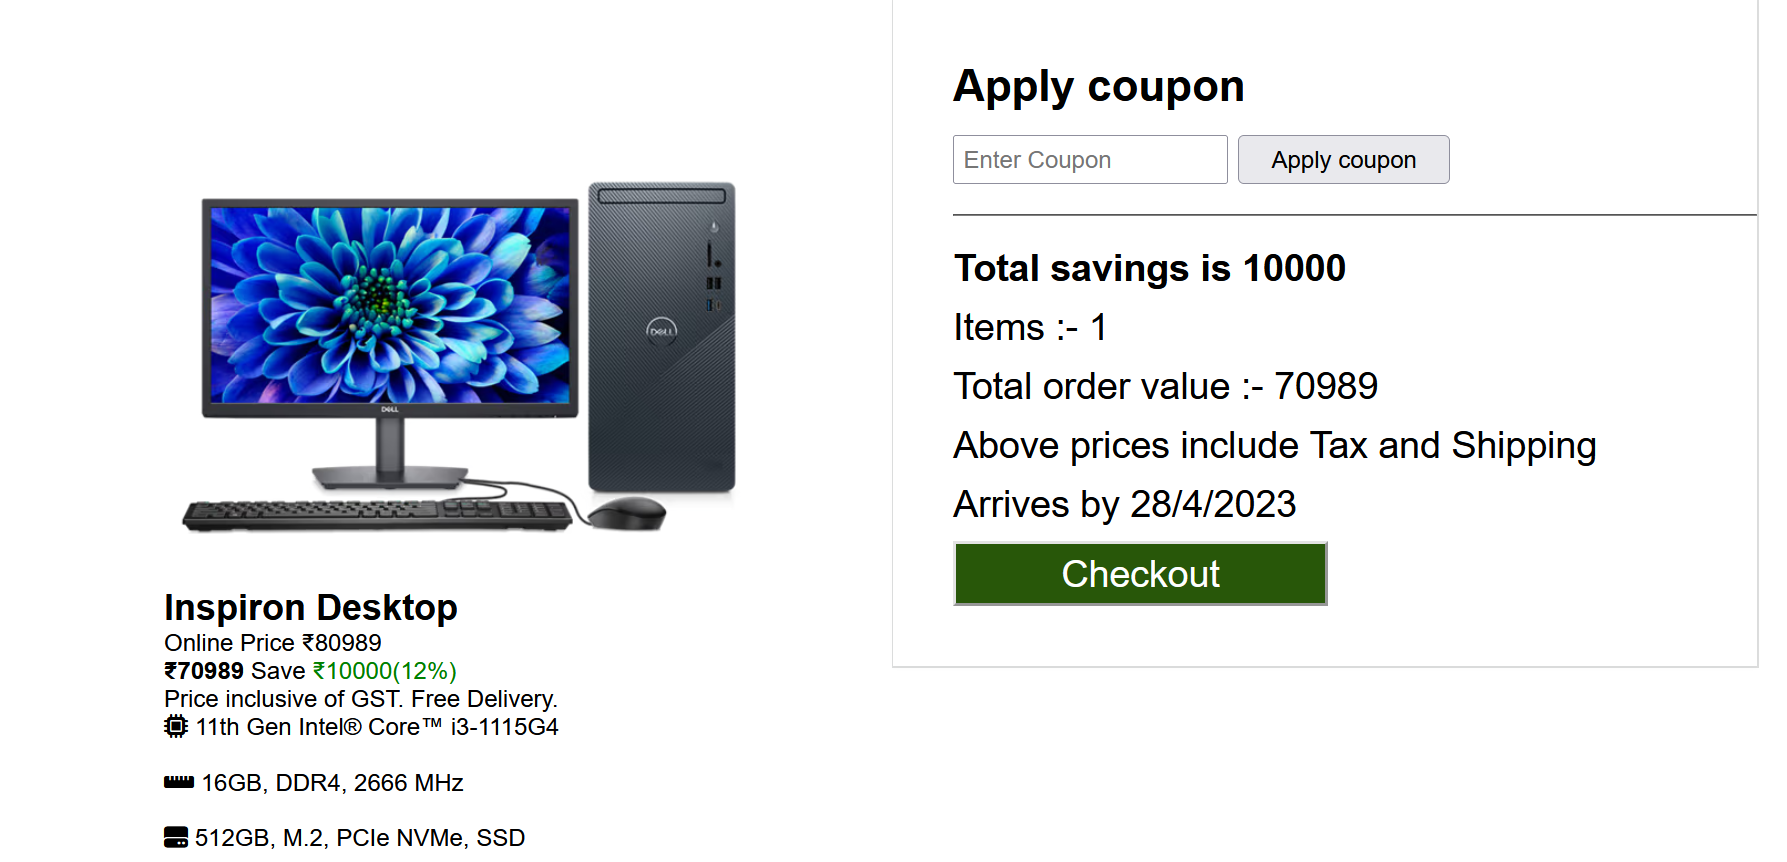 DELL
DELL
Inspiron Desktop
Online Price ₹80989
₹70989 Save ₹10000(12%)
Price inclusive of GST. Free Delivery.
11th Gen Intel® Core™ i3-1115G4
16GB, DDR4, 2666 MHz
512GB, M.2, PCIe NVMe, SSD
Apply coupon
Enter Coupon
Apply coupon
Total savings is 10000
Items :- 1
Total order value :- 70989
Above prices include Tax and Shipping
Arrives by 28/4/2023
Checkout